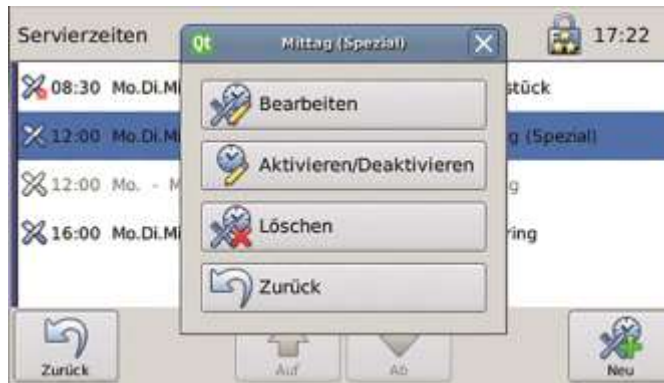 Servierzeiten
17:22
Qt Mittag (Spezial)
08:30 Mo.Di.Mi
stück
Bearbeiten
12:00 Mo.Di.Mi
g (Spezial)
Aktivieren/Deaktivieren
12:00 Mo. - M
g
Löschen
16:00 Mo.Di.Mi
ring
Zurück
Zurück
Auf
Ab
Neu